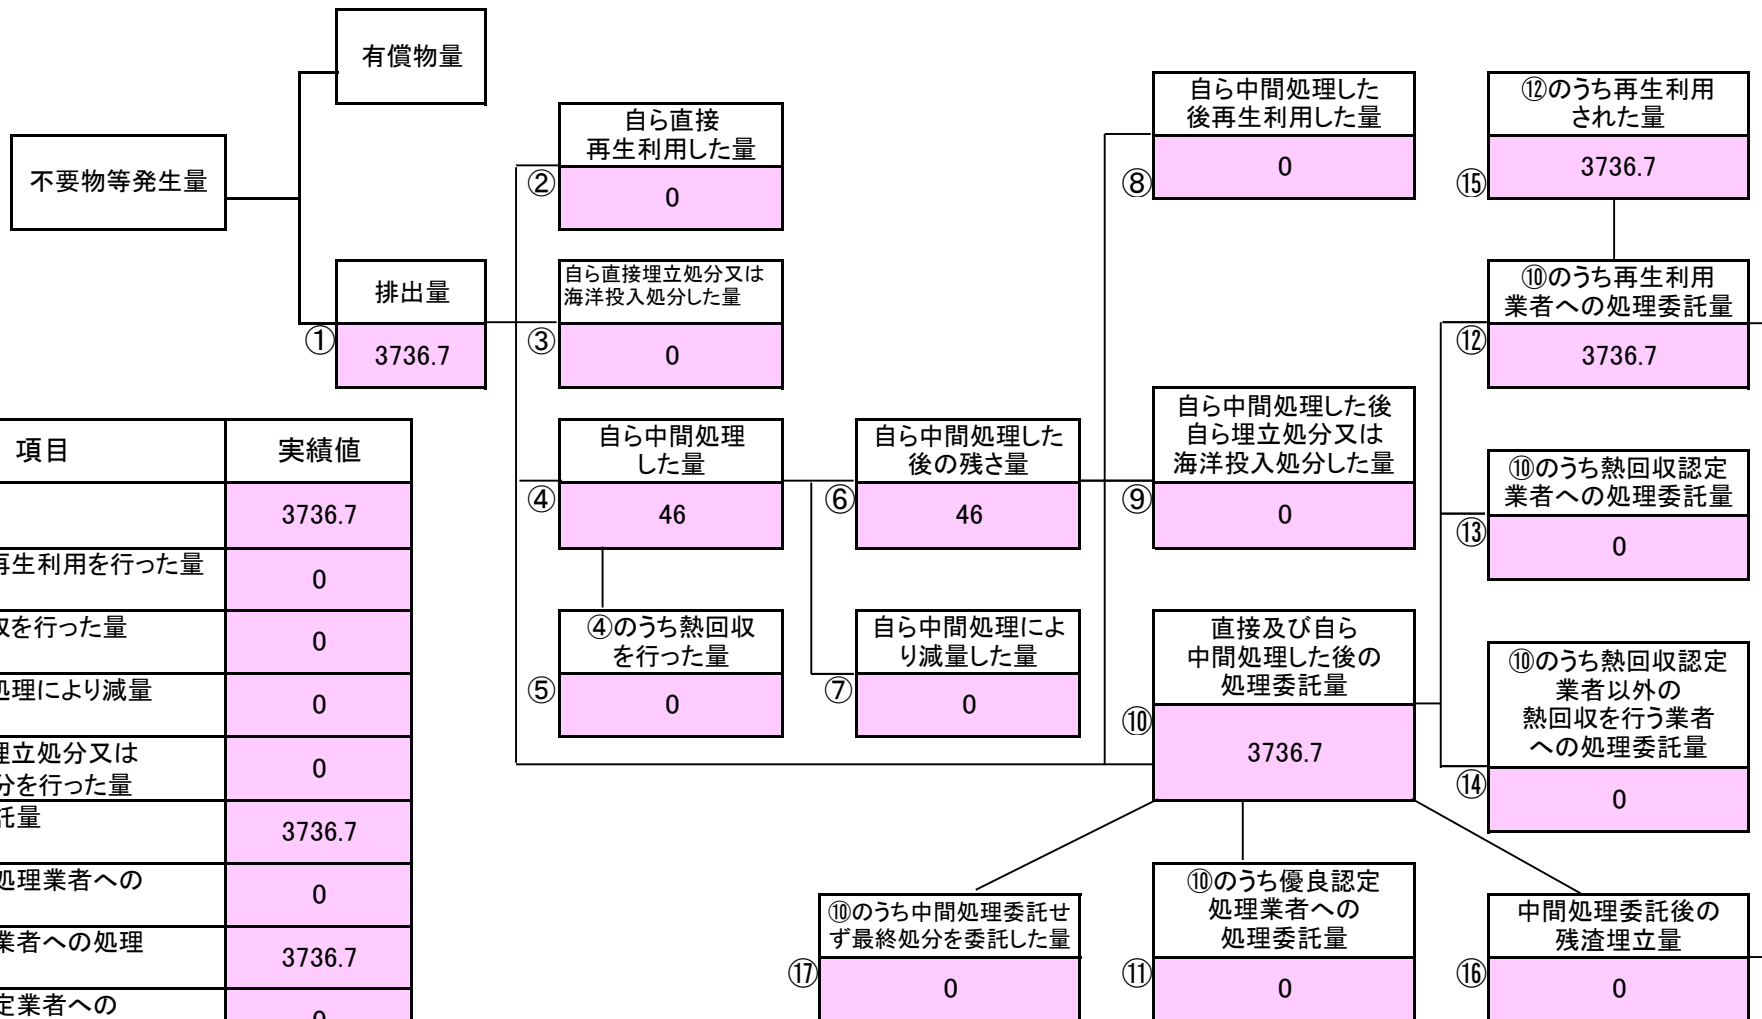 有償物量
不要物等発生量
排出量
①
3736.7
自ら直接
再生利用した量
②
0
自ら直接埋立処分又は
海洋投入処分した量
③
0
自ら中間処理
した量
④
46
④のうち熱回収
を行った量
⑤
0
自ら中間処理した
後の残さ量
⑥
46
自ら中間処理によ
り減量した量
⑦
0
自ら中間処理した
後再生利用した量
⑧
0
自ら中間処理した後
自ら埋立処分又は
海洋投入処分した量
⑨
0
直接及び自ら
中間処理した後の
処理委託量
⑩
3736.7
⑫のうち再生利用
された量
⑮
3736.7
⑩のうち再生利用
業者への処理委託量
⑫
3736.7
⑩のうち熱回収認定
業者への処理委託量
⑬
0
⑩のうち熱回収認定
業者以外の
熱回収を行う業者
への処理委託量
⑭
0
⑩のうち中間処理委託せ
ず最終処分を委託した量
⑰
0
⑩のうち優良認定
処理業者への
処理委託量
⑪
0
中間処理委託後の
残渣埋立量
⑯
0
項目 実績値
3736.7
再生利用を行った量 0
収を行った量 0
処理により減量 0
埋立処分又は
分を行った量 0
託量 3736.7
処理業者への 0
業者への処理 3736.7
定業者への 0